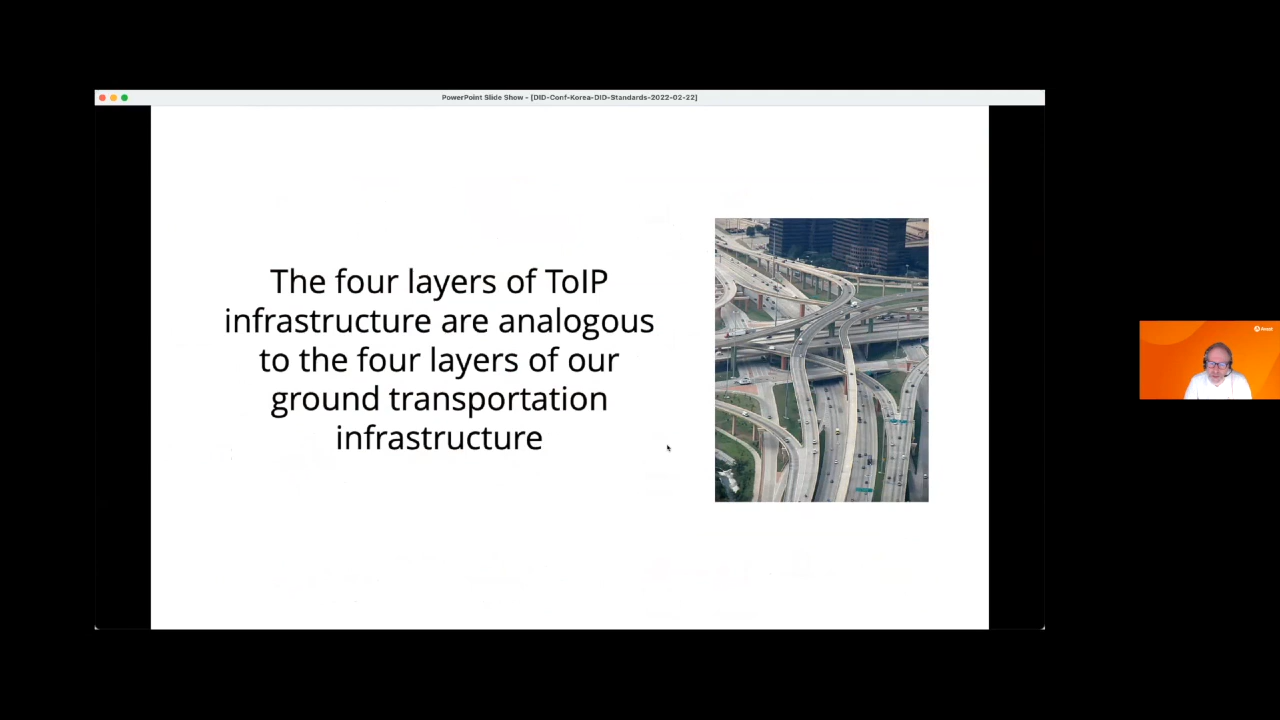 PowerPoint Slide Show - [DID-Conf-Korea-DID-Standards-2022-02-22]
The four layers of ToIP
infrastructure are analogous
to the four layers of our
ground transportation
infrastructure